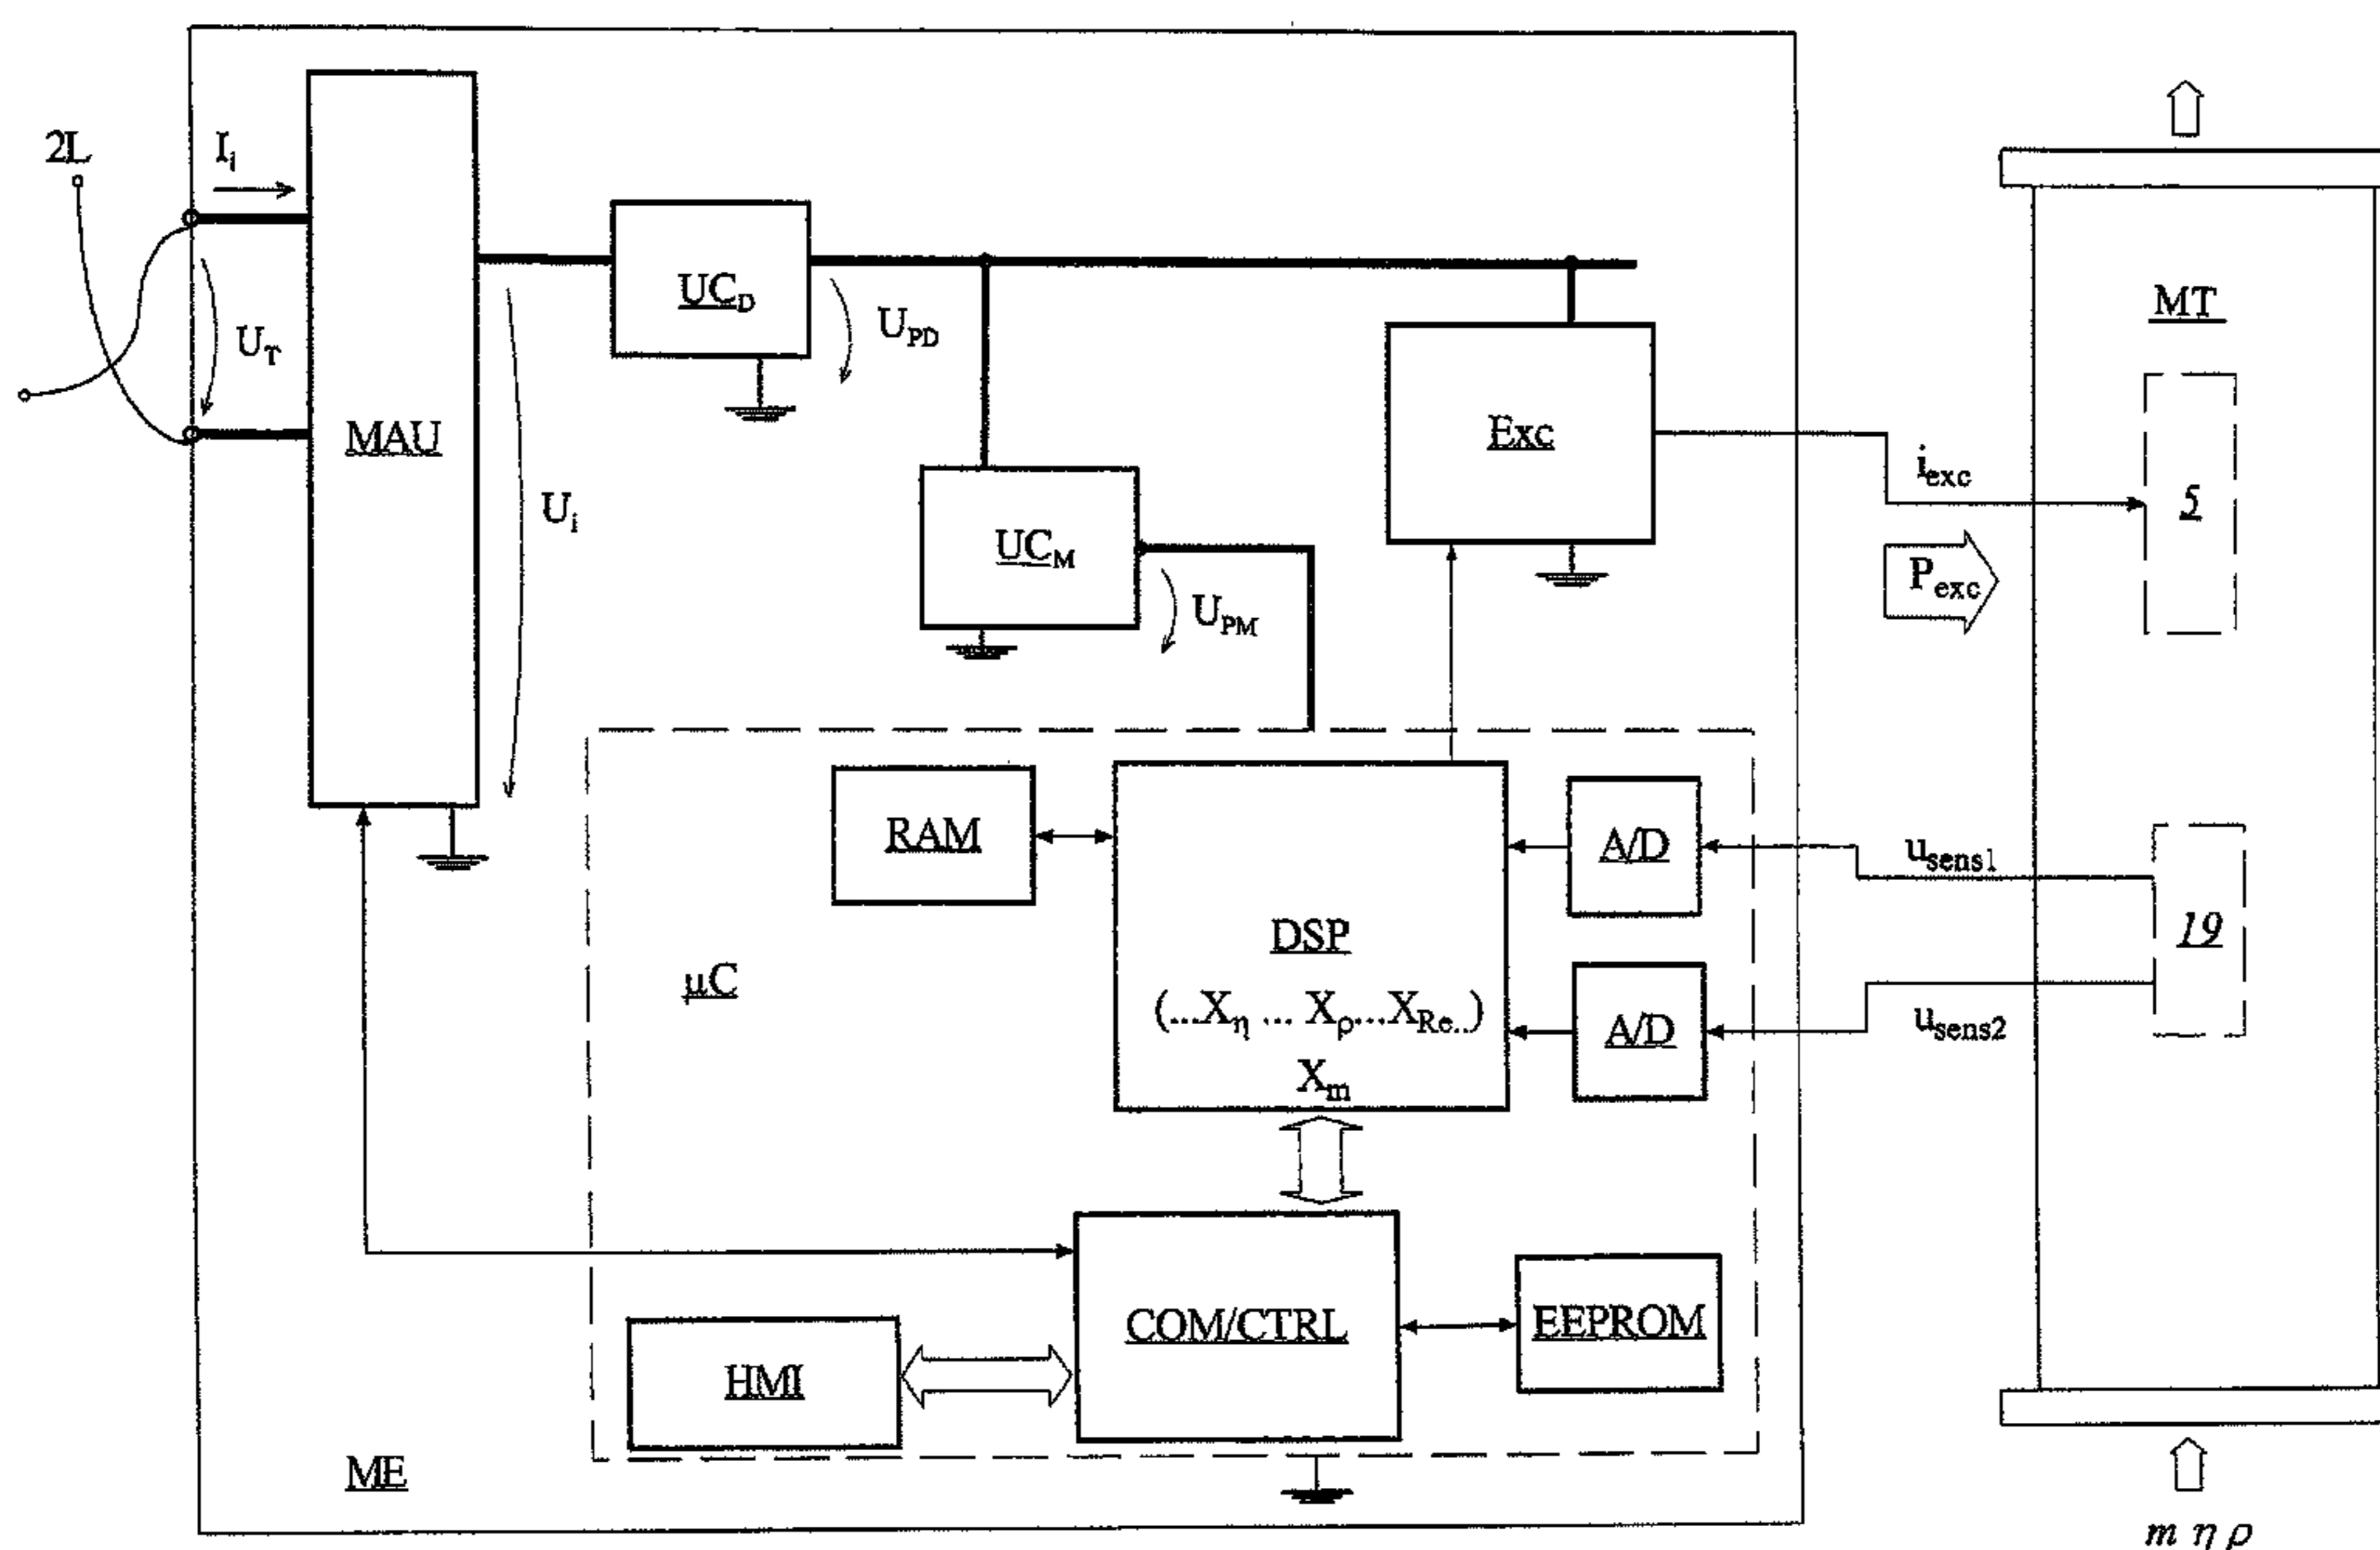 2L
I_i
U_T
MAU
U_i
UC_D
U_PD
UC_M
U_PM
Exc
i_exc
P_exc
MT
5
RAM
DSP
(...X_η ... X_ρ...X_Re..)
X_m
A/D
A/D
u_sens1
u_sens2
19
μC
COM/CTRL
EEPROM
HMI
ME
m η ρ